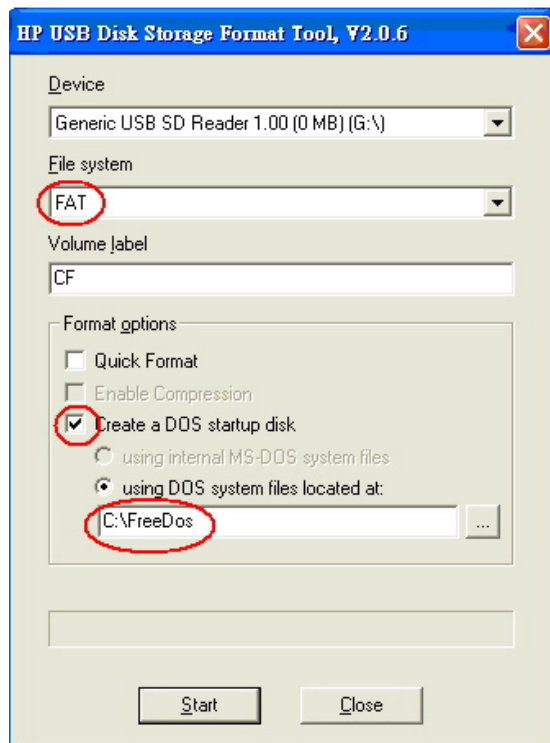 HP USB Disk Storage Format Tool, V2.0.6
Device
Generic USB SD Reader 1.00 (0 MB) (G:\)
File system
FAT
Volume label
CF
Format options
Quick Format
Enable Compression
Create a DOS startup disk
using internal MS-DOS system files
using DOS system files located at:
C:\FreeDos
...
Start
Close